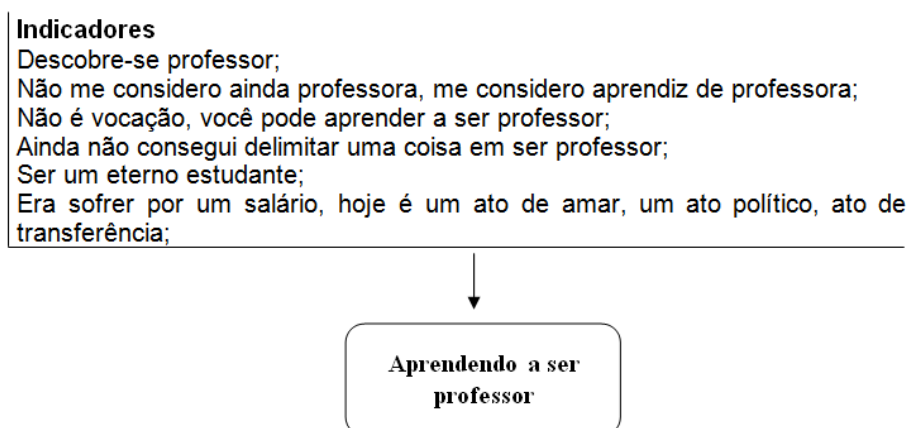 Indicadores
Descobre-se professor;
Não me considero ainda professora, me considero aprendiz de professora;
Não é vocação, você pode aprender a ser professor;
Ainda não consegui delimitar uma coisa em ser professor;
Ser um eterno estudante;
Era sofrer por um salário, hoje é um ato de amar, um ato político, ato de
transferência;
Aprendendo a ser
professor